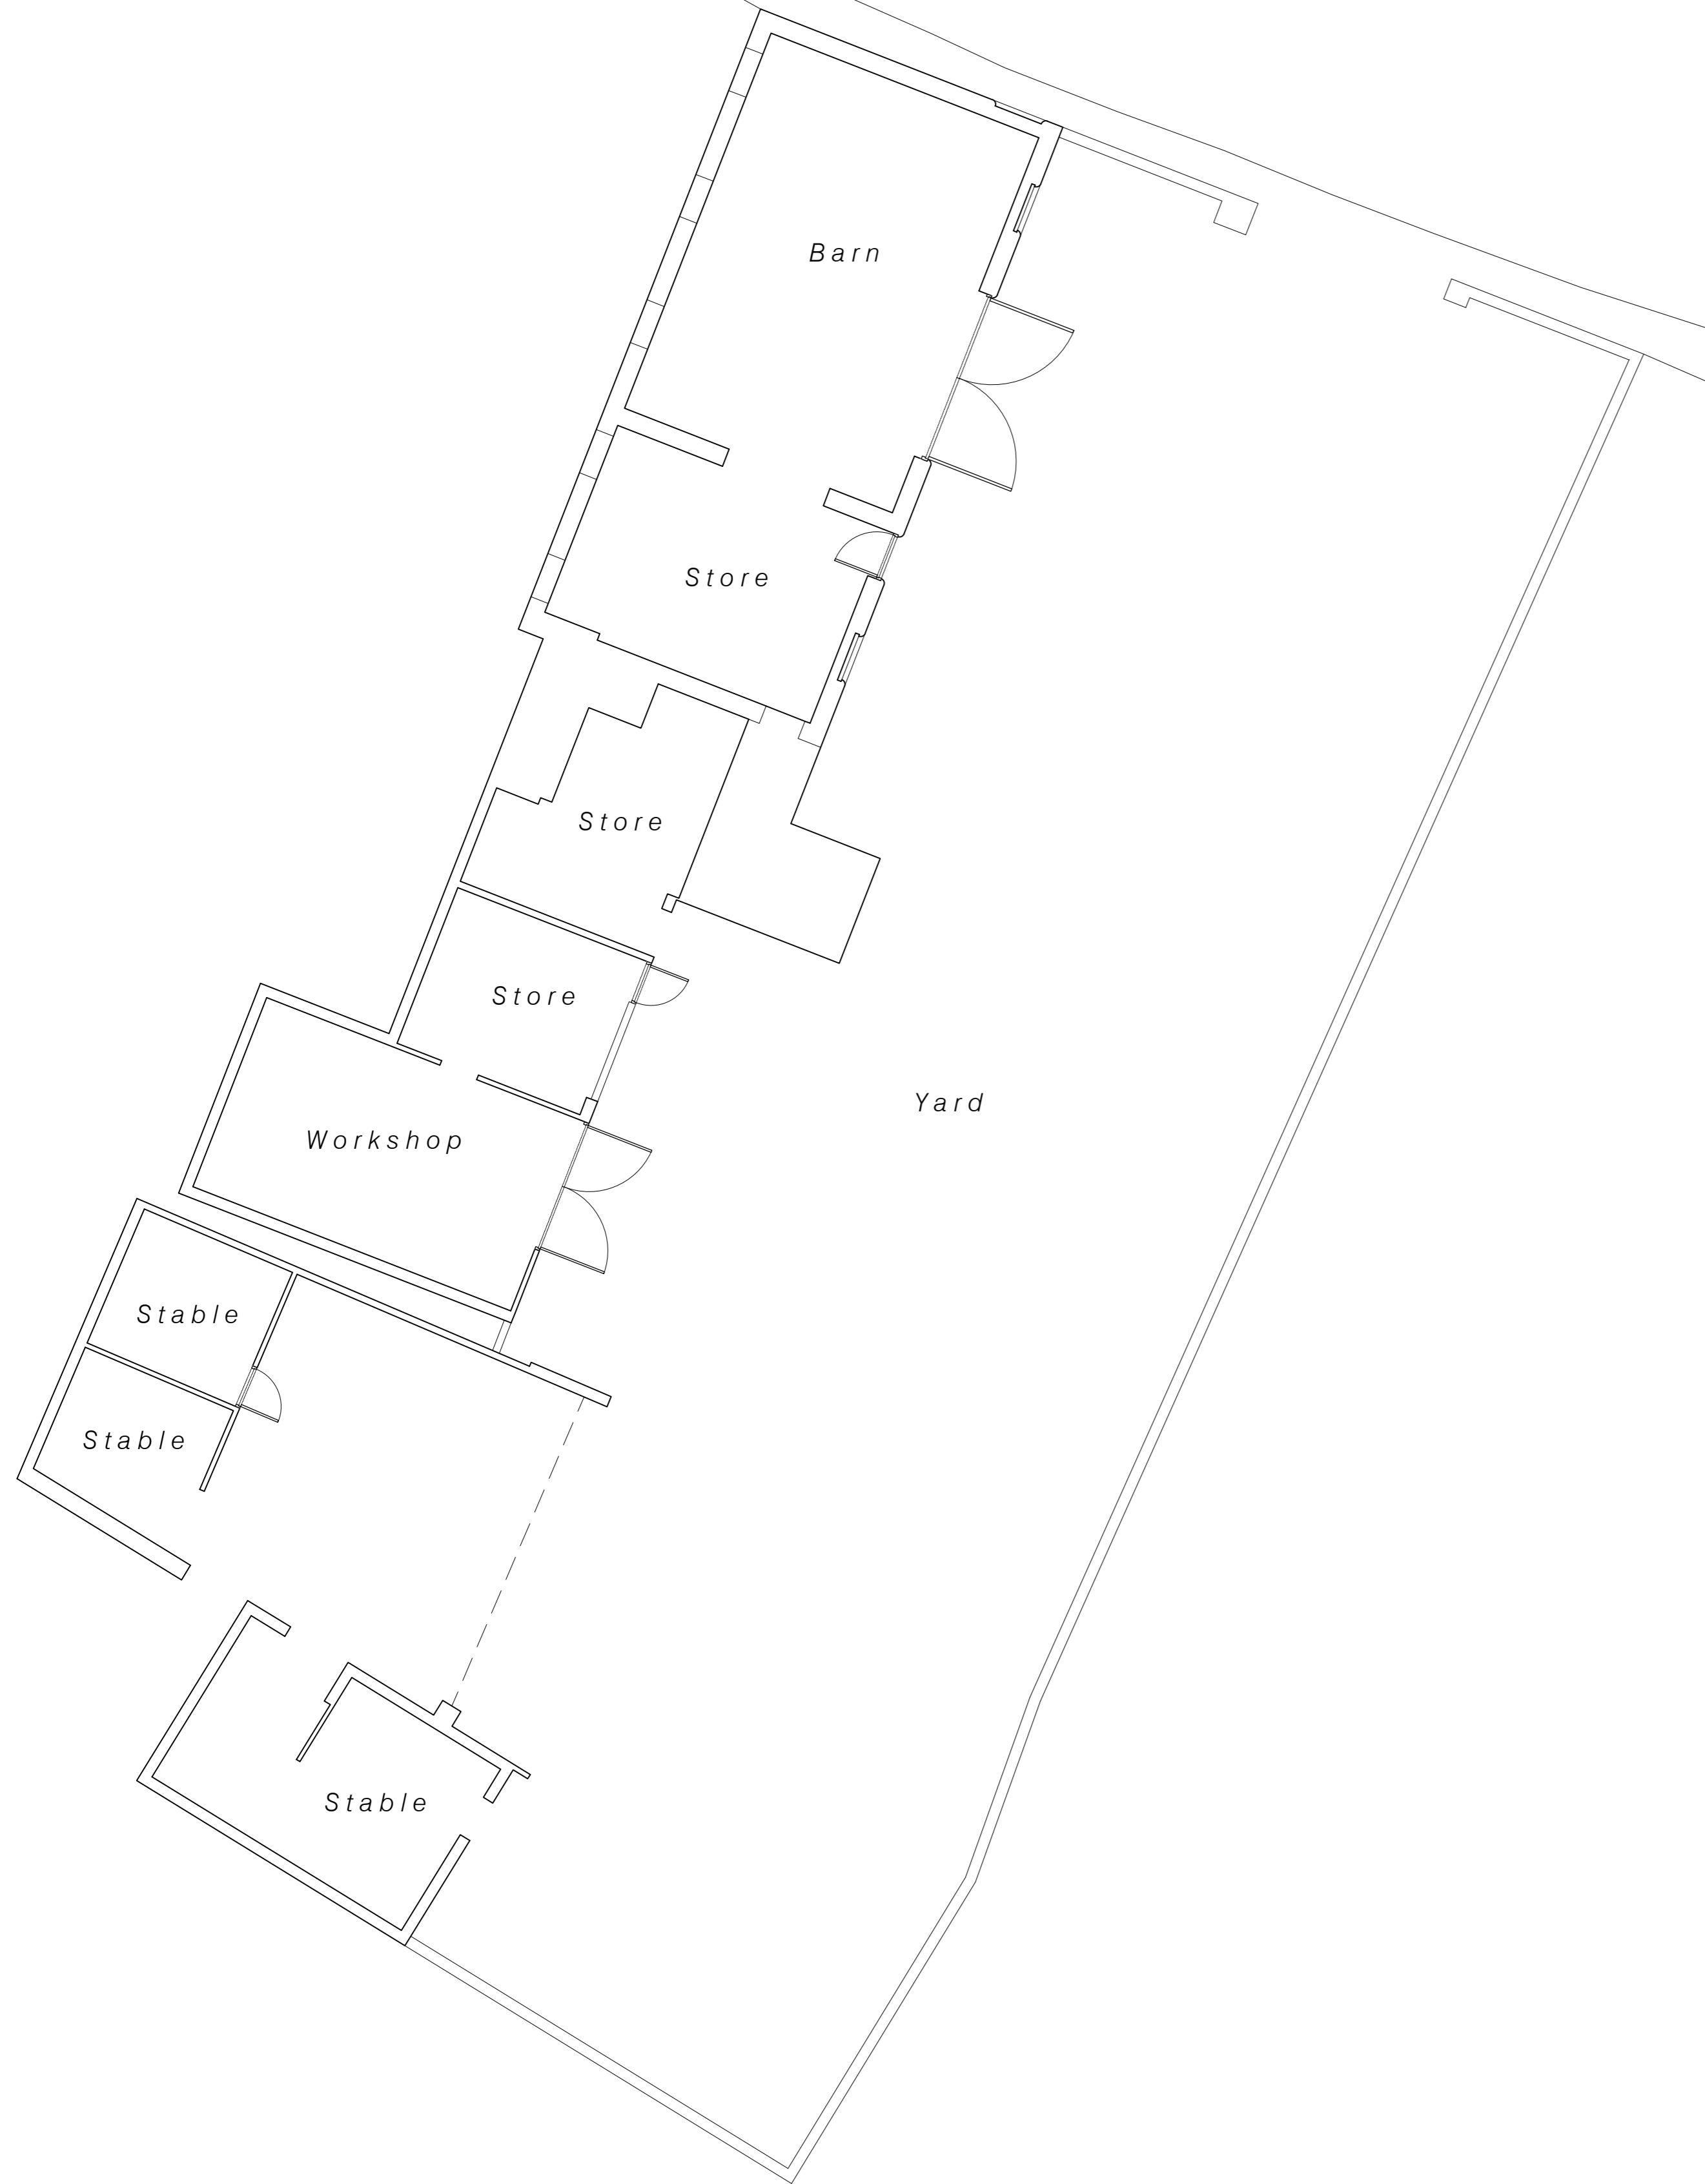 Barn
Store
Store
Store
Yard
Workshop
Stable
Stable
Stable